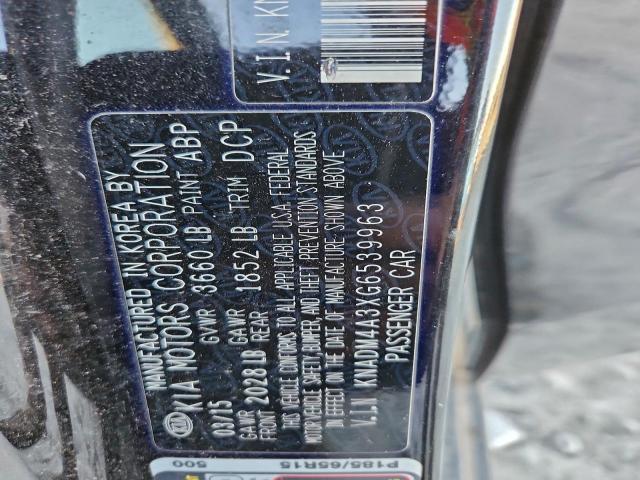 V.I.N. KN
MANUFACTURED IN KOREA BY
KIA MOTORS CORPORATION
03/15 GVWR 3660 LB PAINT ABP
GAWR FRONT 2028 LB GAWR REAR 1852 LB TRIM DCP
THIS VEHICLE CONFORMS TO ALL APPLICABLE U.S.A. FEDERAL
MOTOR VEHICLE SAFETY, BUMPER, AND THEFT PREVENTION STANDARDS
IN EFFECT ON THE DATE OF MANUFACTURE SHOWN ABOVE
V.I.N KNADM4A3XG6539963
PASSENGER CAR
P185/65R15
500